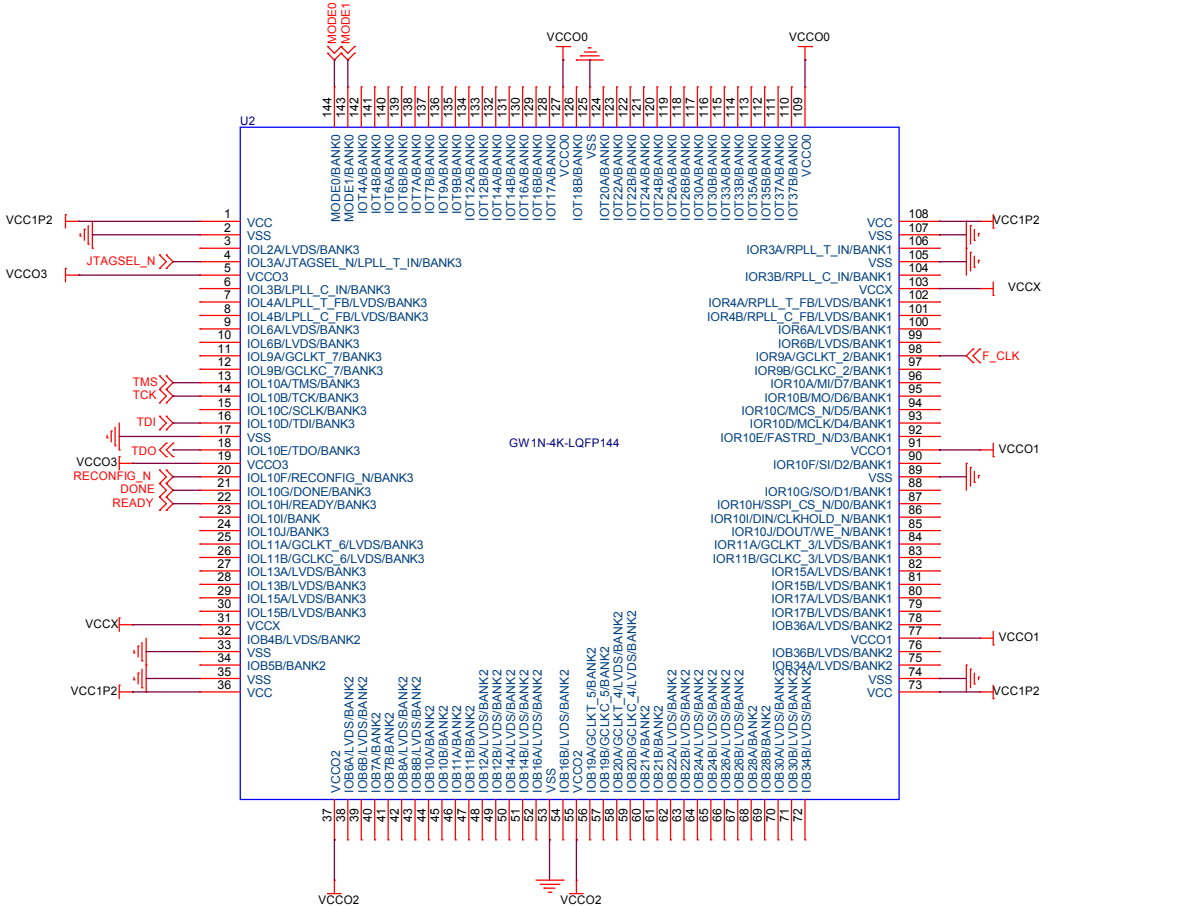 MODE0
MODE1
VCCO0
VCCO0
144
143
142
141
140
139
138
137
136
135
134
133
132
131
130
129
128
127
126
125
124
123
122
121
120
119
118
117
116
115
114
113
112
111
110
109
U2
MODE0/BANK0
MODE1/BANK0
IOT4A/BANK0
IOT4B/BANK0
IOT6A/BANK0
IOT6B/BANK0
IOT7A/BANK0
IOT7B/BANK0
IOT9A/BANK0
IOT9B/BANK0
IOT12A/BANK0
IOT12B/BANK0
IOT14A/BANK0
IOT14B/BANK0
IOT16A/BANK0
IOT16B/BANK0
IOT17A/BANK0
VCCO0
IOT18B/BANK0
VSS
IOT20A/BANK0
IOT22A/BANK0
IOT22B/BANK0
IOT24A/BANK0
IOT24B/BANK0
IOT26A/BANK0
IOT26B/BANK0
IOT30A/BANK0
IOT30B/BANK0
IOT33A/BANK0
IOT33B/BANK0
IOT35A/BANK0
IOT35B/BANK0
IOT37A/BANK0
IOT37B/BANK0
VCCO0
VCC1P2 1 VCC
2 VSS
3 IOL2A/LVDS/BANK3
JTAGSEL_N 4 IOL3A/JTAGSEL_N/LPLL_T_IN/BANK3
VCCO3 5 VCCO3
6 IOL3B/LPLL_C_IN/BANK3
7 IOL4A/LPLL_T_FB/LVDS/BANK3
8 IOL4B/LPLL_C_FB/LVDS/BANK3
9 IOL6A/LVDS/BANK3
10 IOL6B/LVDS/BANK3
11 IOL9A/GCLKT_7/BANK3
12 IOL9B/GCLKC_7/BANK3
TMS 13 IOL10A/TMS/BANK3
TCK 14 IOL10B/TCK/BANK3
15 IOL10C/SCLK/BANK3
TDI 16 IOL10D/TDI/BANK3
17 VSS
TDO 18 IOL10E/TDO/BANK3
VCCO3 19 VCCO3
RECONFIG_N 20 IOL10F/RECONFIG_N/BANK3
DONE 21 IOL10G/DONE/BANK3
READY 22 IOL10H/READY/BANK3
23 IOL10I/BANK
24 IOL10J/BANK3
25 IOL11A/GCLKT_6/LVDS/BANK3
26 IOL11B/GCLKC_6/LVDS/BANK3
27 IOL13A/LVDS/BANK3
28 IOL13B/LVDS/BANK3
29 IOL15A/LVDS/BANK3
30 IOL15B/LVDS/BANK3
VCCX 31 VCCX
32 IOB4B/LVDS/BANK2
33 VSS
34 IOB5B/BANK2
35 VSS
VCC1P2 36 VCC
GW1N-4K-LQFP144
VCC 108 VCC1P2
VSS 107
IOR3A/RPLL_T_IN/BANK1 106
VSS 105
IOR3B/RPLL_C_IN/BANK1 104
VCCX 103 VCCX
IOR4A/RPLL_T_FB/LVDS/BANK1 102
IOR4B/RPLL_C_FB/LVDS/BANK1 101
IOR6A/LVDS/BANK1 100
IOR6B/LVDS/BANK1 99
IOR9A/GCLKT_2/BANK1 98 F_CLK
IOR9B/GCLKC_2/BANK1 97
IOR10A/MI/D7/BANK1 96
IOR10B/MO/D6/BANK1 95
IOR10C/MCS_N/D5/BANK1 94
IOR10D/MCLK/D4/BANK1 93
IOR10E/FASTRD_N/D3/BANK1 92
VCCO1 91 VCCO1
IOR10F/SI/D2/BANK1 90
VSS 89
IOR10G/SO/D1/BANK1 88
IOR10H/SSPI_CS_N/D0/BANK1 87
IOR10I/DIN/CLKHOLD_N/BANK1 86
IOR10J/DOUT/WE_N/BANK1 85
IOR11A/GCLKT_3/LVDS/BANK1 84
IOR11B/GCLKC_3/LVDS/BANK1 83
IOR15A/LVDS/BANK1 82
IOR15B/LVDS/BANK1 81
IOR17A/LVDS/BANK1 80
IOR17B/LVDS/BANK1 79
IOB36A/LVDS/BANK2 78
VCCO1 77 VCCO1
IOB36B/LVDS/BANK2 76
IOB34A/LVDS/BANK2 75
VSS 74
VCC 73 VCC1P2
VCCO2
IOB6A/LVDS/BANK2
IOB6B/LVDS/BANK2
IOB7A/BANK2
IOB7B/BANK2
IOB8A/LVDS/BANK2
IOB8B/LVDS/BANK2
IOB10A/BANK2
IOB10B/BANK2
IOB11A/BANK2
IOB11B/BANK2
IOB12A/LVDS/BANK2
IOB12B/LVDS/BANK2
IOB14A/LVDS/BANK2
IOB14B/LVDS/BANK2
IOB16A/LVDS/BANK2
VSS
IOB16B/LVDS/BANK2
VCCO2
IOB19A/GCLKT_5/BANK2
IOB19B/GCLKC_5/BANK2
IOB20A/GCLKT_4/LVDS/BANK2
IOB20B/GCLKC_4/LVDS/BANK2
IOB21A/BANK2
IOB21B/BANK2
IOB22A/LVDS/BANK2
IOB22B/LVDS/BANK2
IOB24A/LVDS/BANK2
IOB24B/LVDS/BANK2
IOB26A/LVDS/BANK2
IOB26B/LVDS/BANK2
IOB28A/BANK2
IOB28B/BANK2
IOB30A/LVDS/BANK2
IOB30B/LVDS/BANK2
IOB34B/LVDS/BANK2
37
38
39
40
41
42
43
44
45
46
47
48
49
50
51
52
53
54
55
56
57
58
59
60
61
62
63
64
65
66
67
68
69
70
71
72
VCCO2
VCCO2